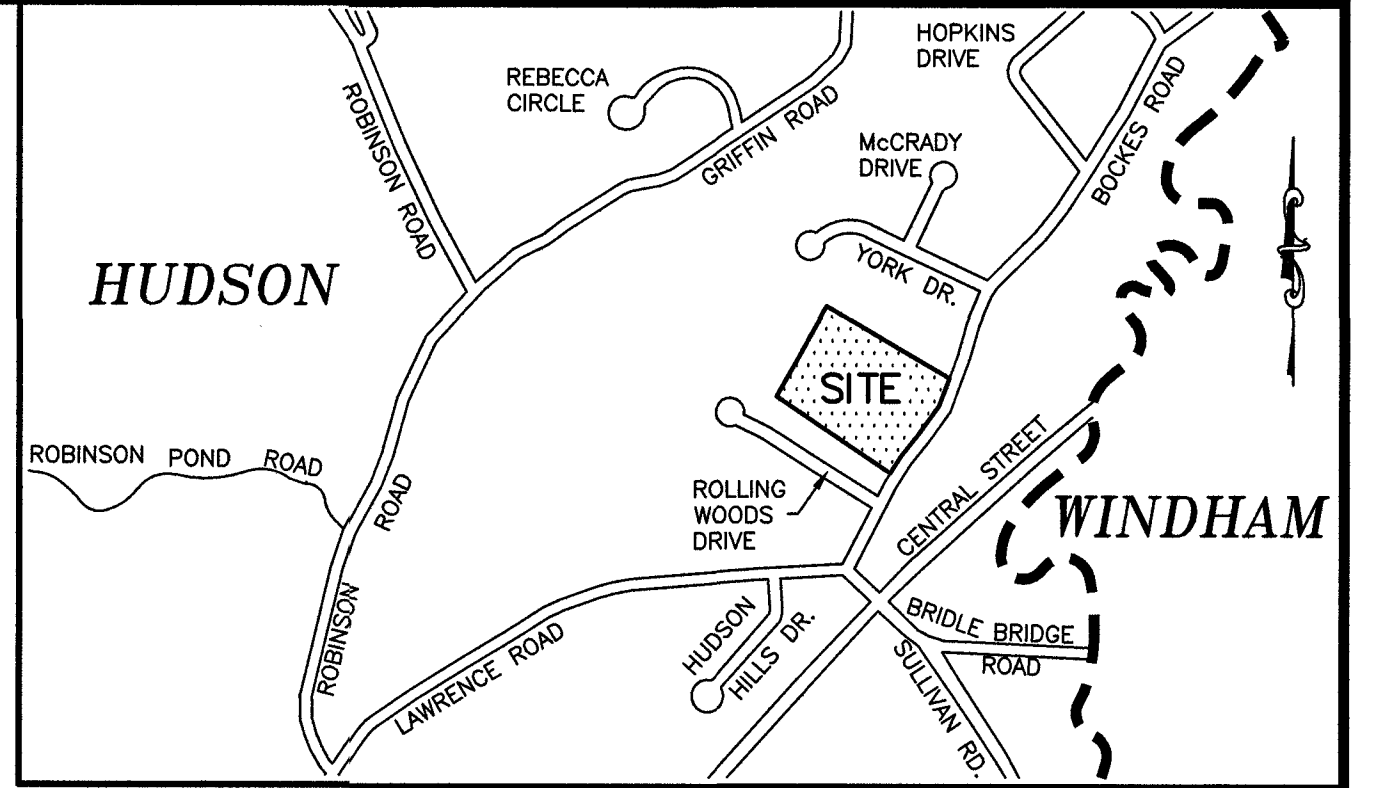 HOPKINS
DRIVE
REBECCA
CIRCLE
ROBINSON ROAD
GRIFFIN ROAD
BOCKES ROAD
McCRADY
DRIVE
HUDSON
YORK DR.
SITE
ROBINSON POND ROAD
ROLLING
WOODS
DRIVE
CENTRAL STREET
WINDHAM
ROBINSON ROAD
LAWRENCE ROAD
HUDSON
HILLS DR.
BRIDLE BRIDGE
ROAD
SULLIVAN RD.